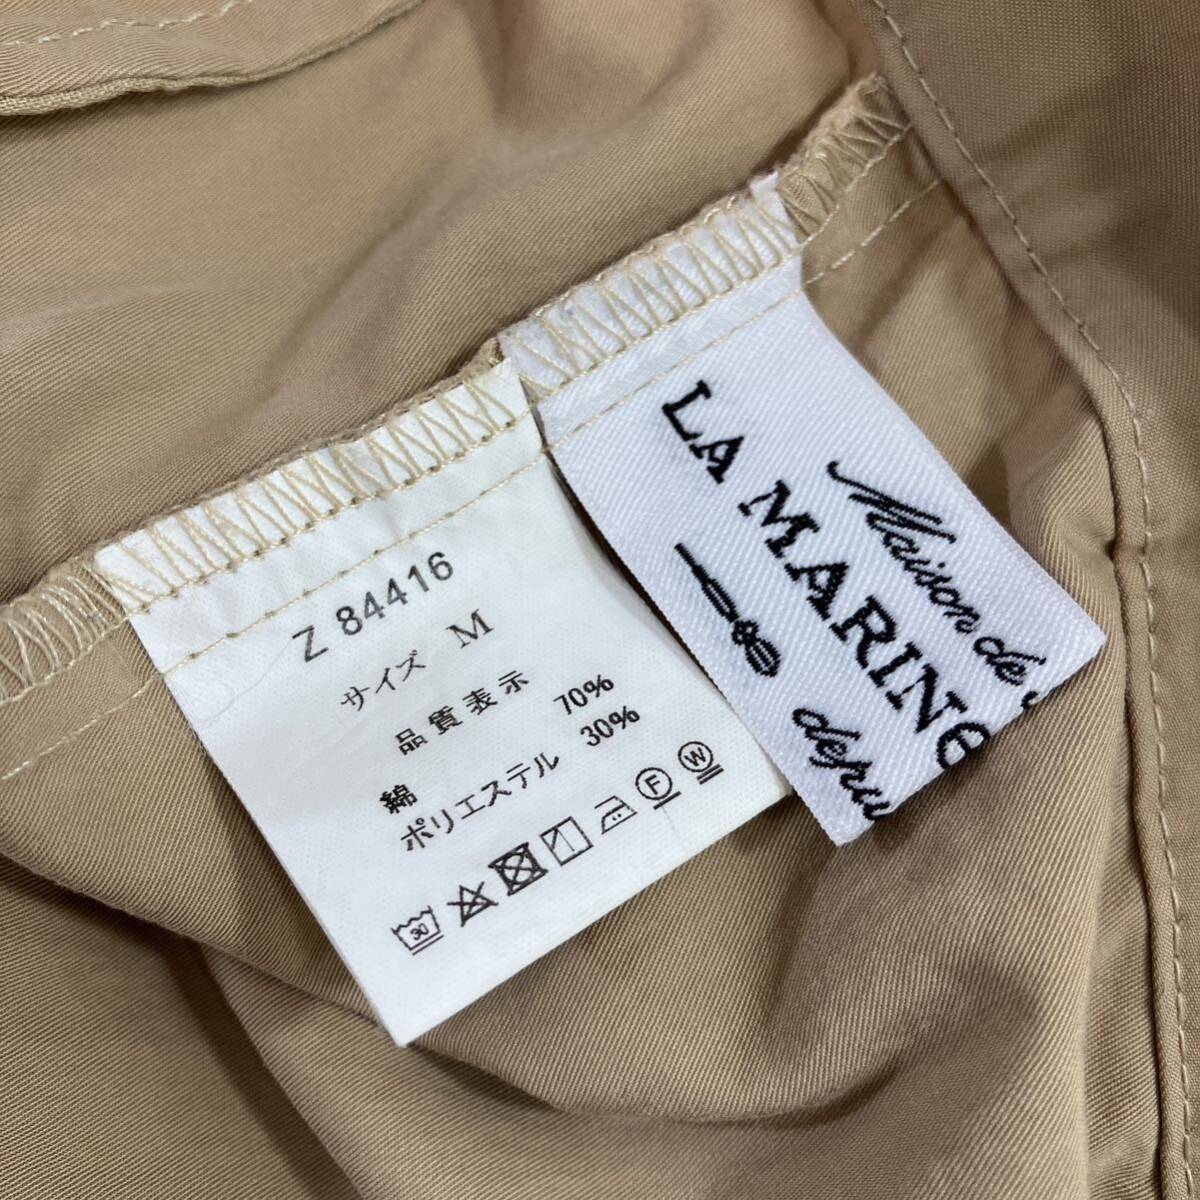 Z 84416
サイズ M
品質表示
綿 70%
ポリエステル 30%
30
F
W
Maison de
LA MARINE